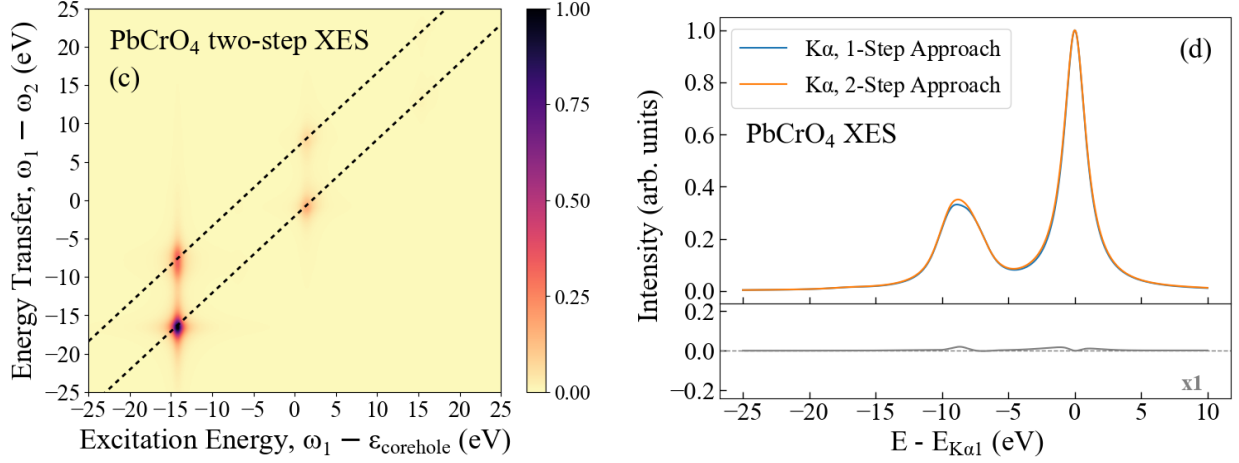 PbCrO₄ two-step XES
(c)
25
20
15
10
5
0
−5
−10
−15
−20
−25
Energy Transfer, ω₁ − ω₂ (eV)
−25 −20 −15 −10 −5 0 5 10 15 20 25
Excitation Energy, ω₁ − ε_corehole (eV)
1.00
0.75
0.50
0.25
0.00
(d)
Kα, 1-Step Approach
Kα, 2-Step Approach
PbCrO₄ XES
1.0
0.8
0.6
0.4
0.2
0.0
Intensity (arb. units)
0.2
0.0
−0.2
x1
−25 −20 −15 −10 −5 0 5 10
E - E_Kα1 (eV)